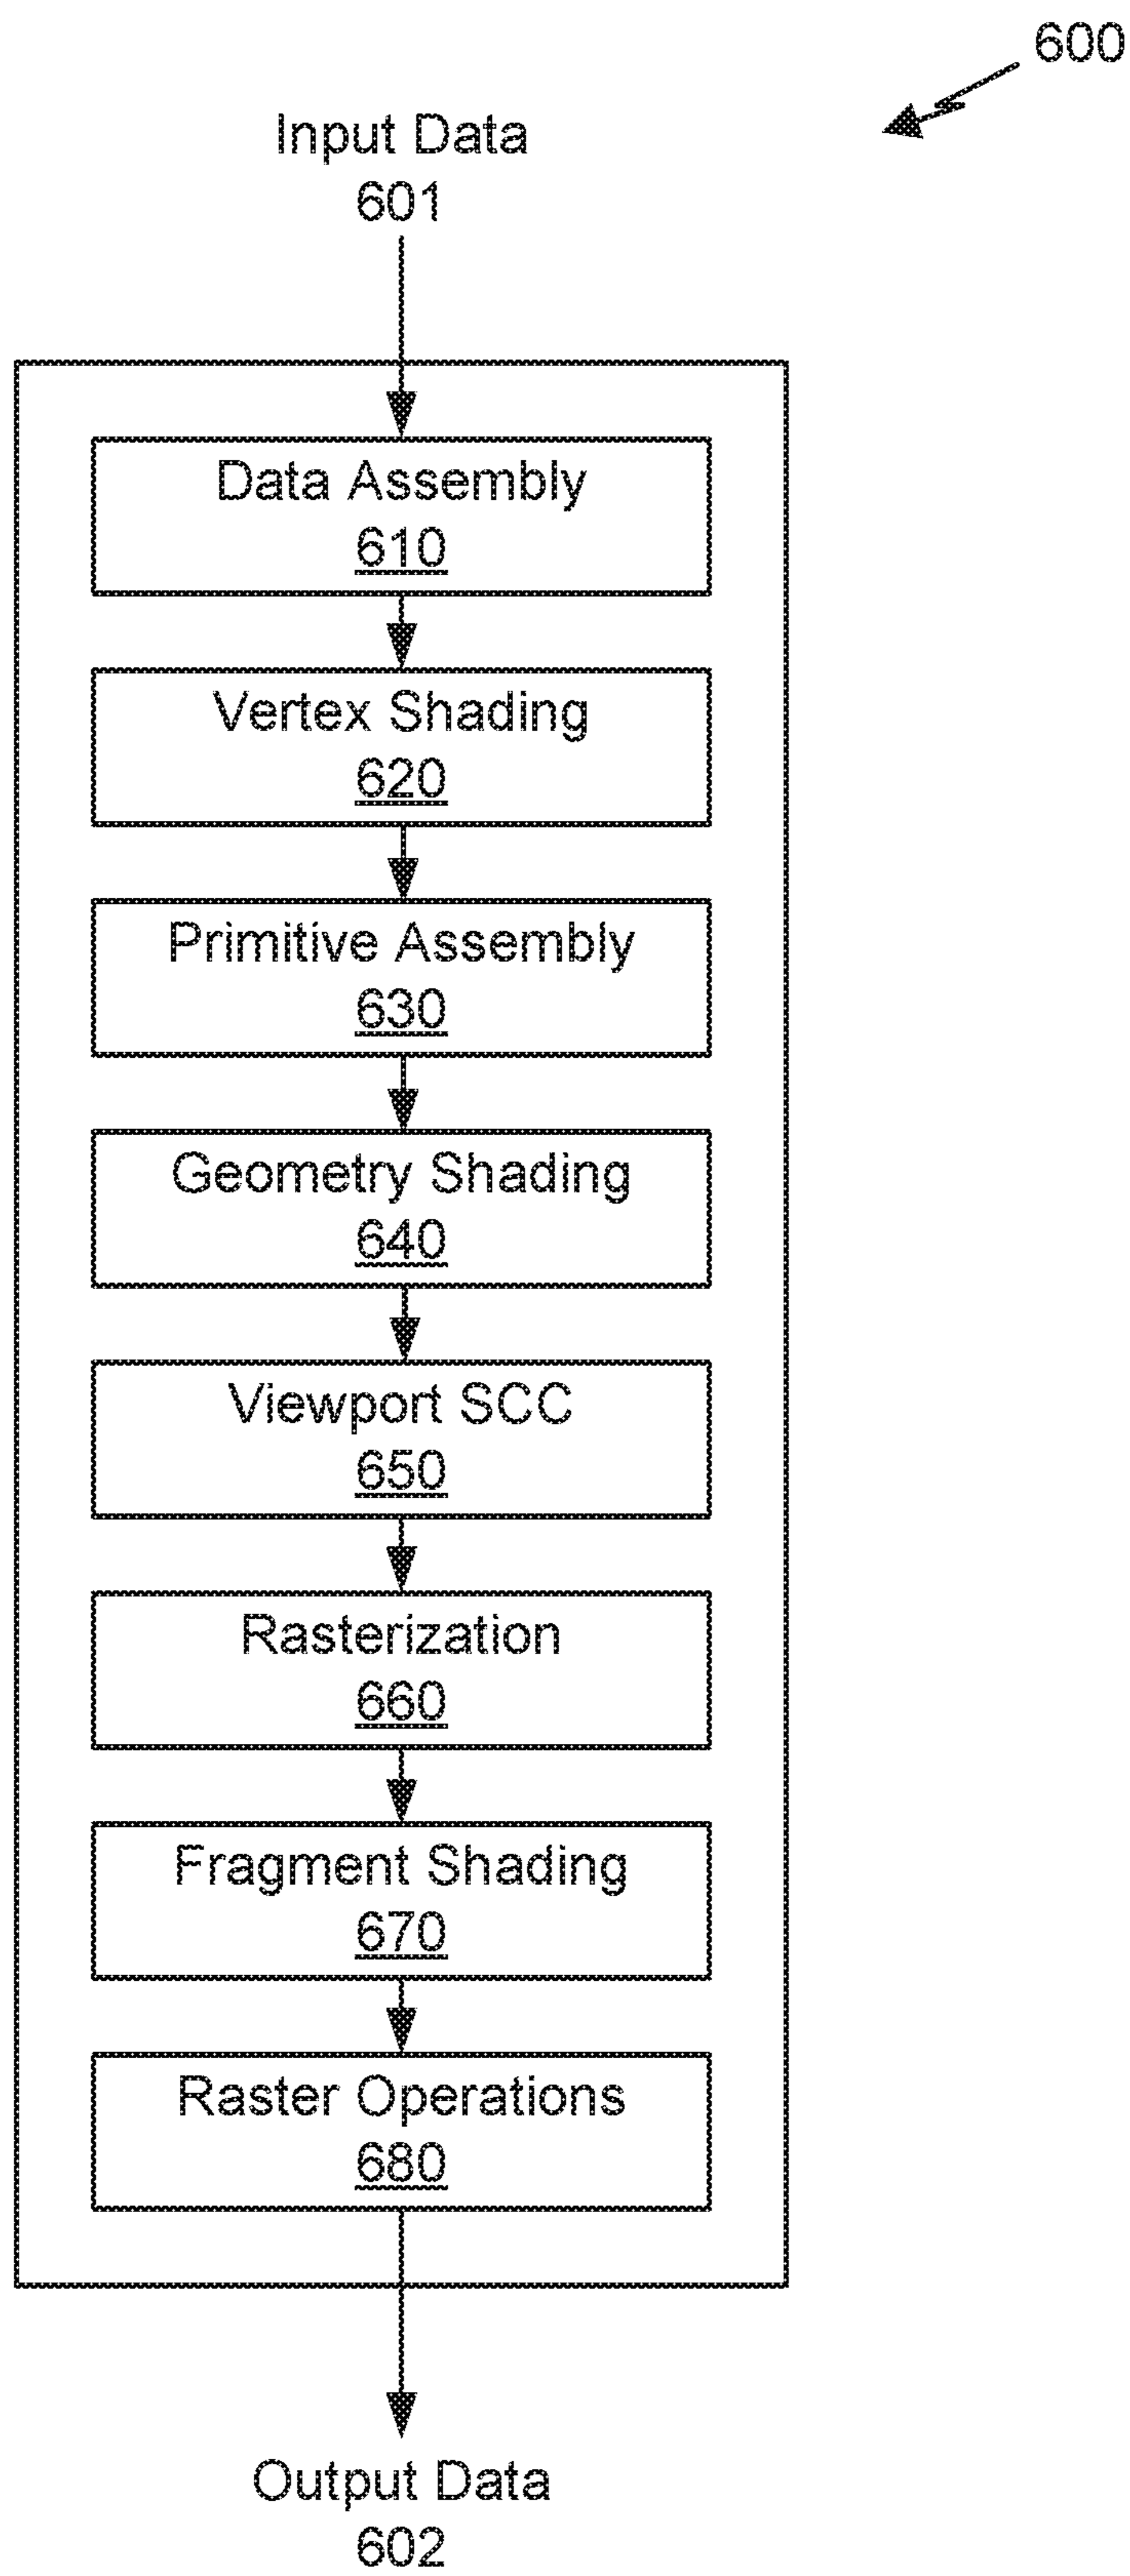 600
Input Data
601
Data Assembly
610
Vertex Shading
620
Primitive Assembly
630
Geometry Shading
640
Viewport SCC
650
Rasterization
660
Fragment Shading
670
Raster Operations
680
Output Data
602